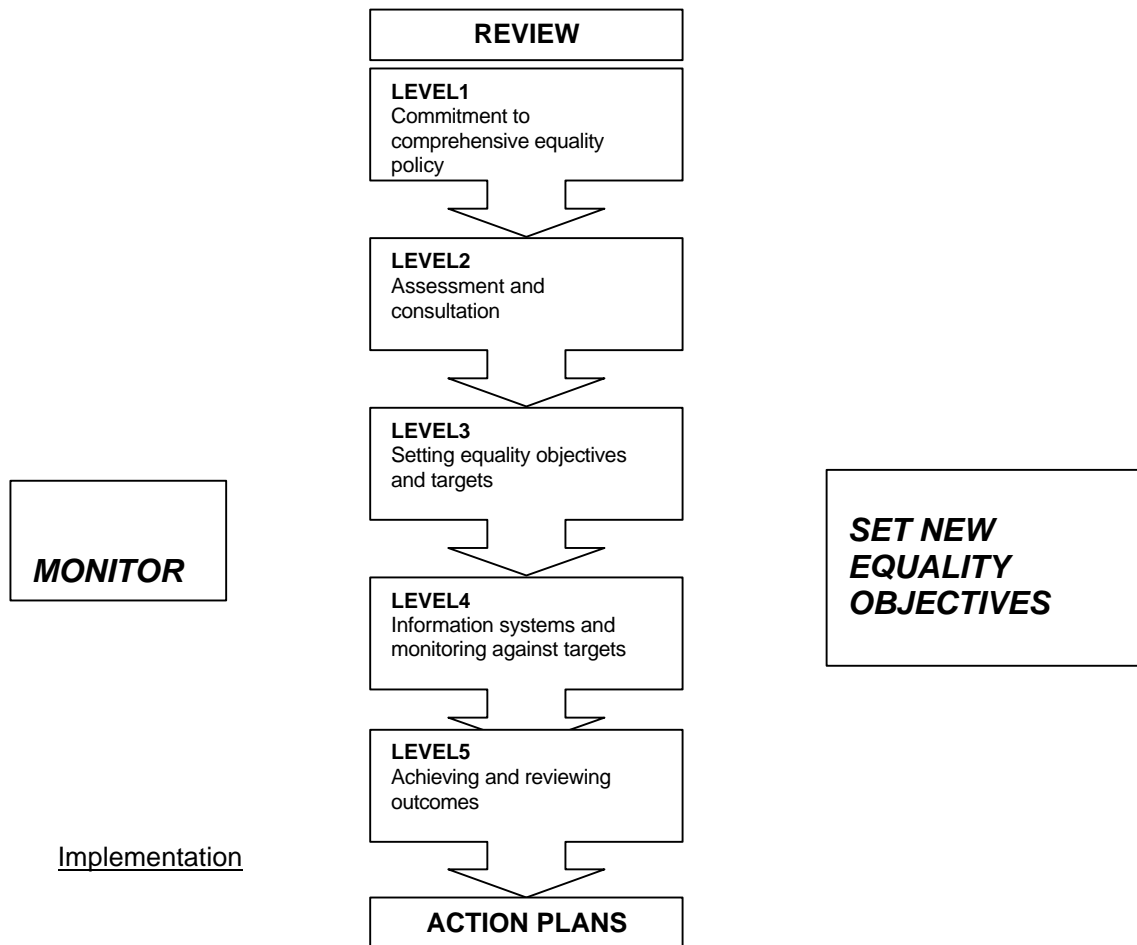 REVIEW
LEVEL1
Commitment to
comprehensive equality
policy
LEVEL2
Assessment and
consultation
LEVEL3
Setting equality objectives
and targets
MONITOR
SET NEW
EQUALITY
OBJECTIVES
LEVEL4
Information systems and
monitoring against targets
LEVEL5
Achieving and reviewing
outcomes
Implementation
ACTION PLANS